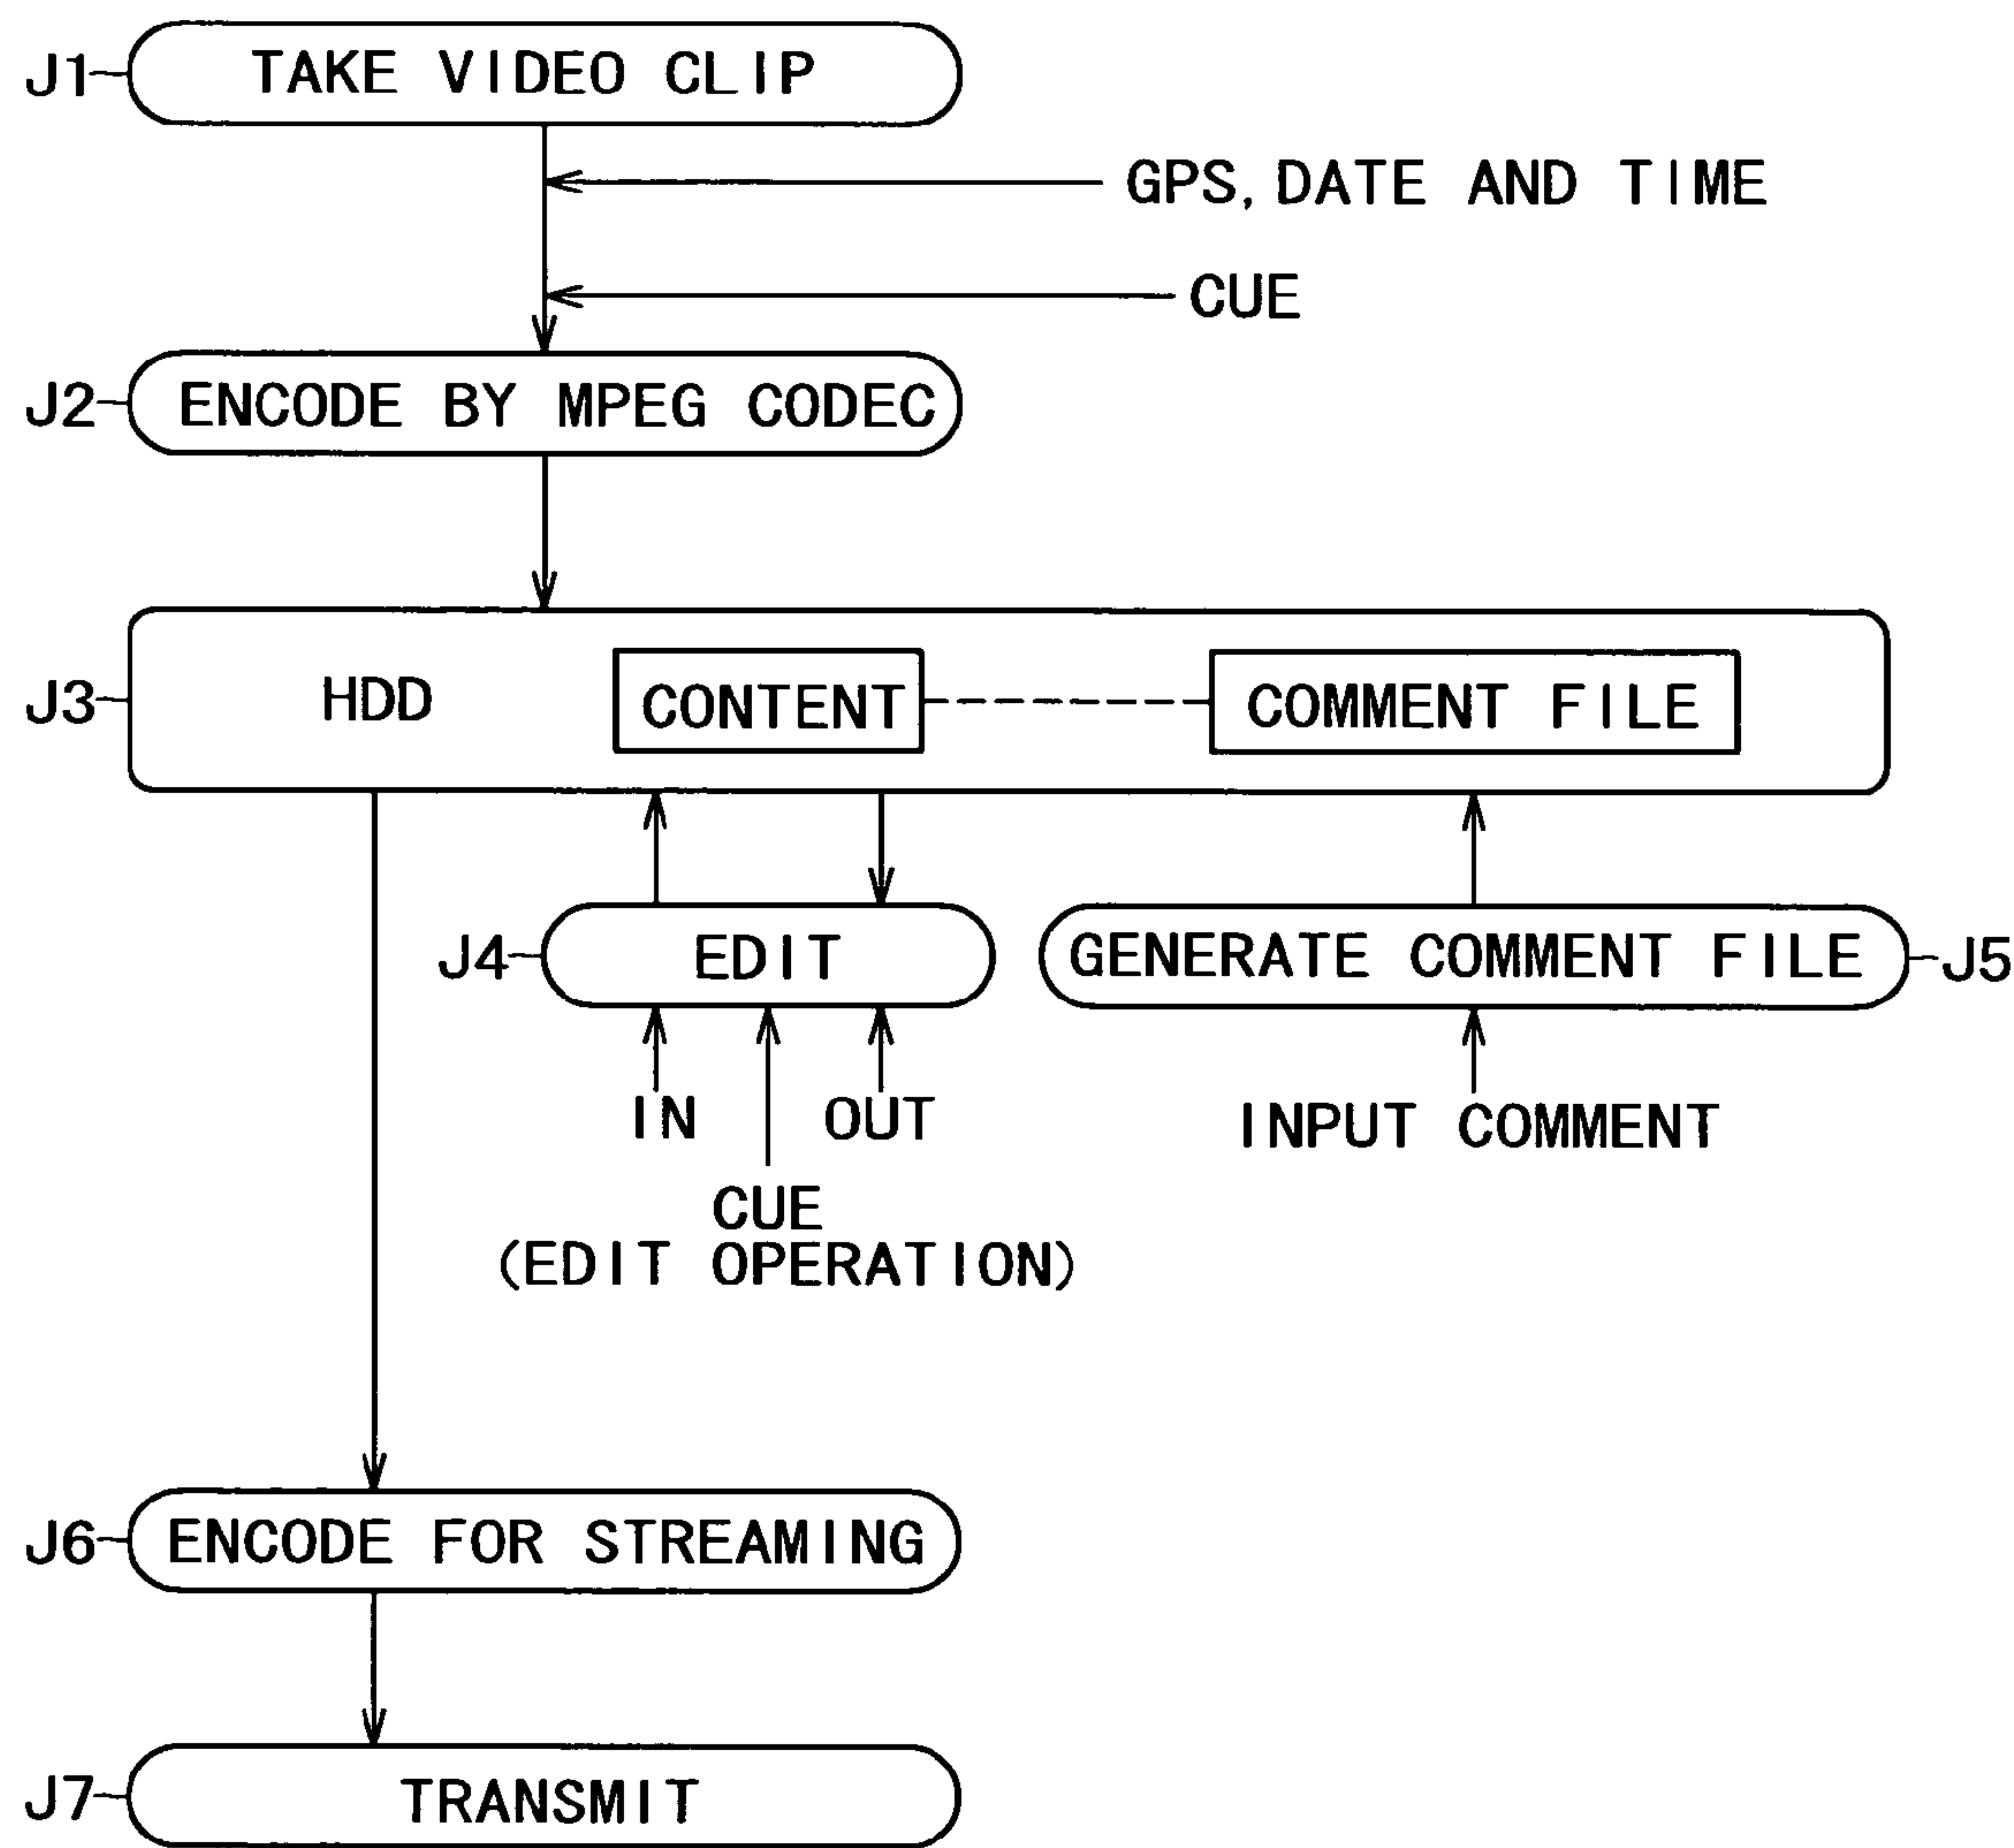 J1 TAKE VIDEO CLIP
GPS, DATE AND TIME
CUE
J2 ENCODE BY MPEG CODEC
J3 HDD CONTENT COMMENT FILE
J4 EDIT GENERATE COMMENT FILE J5
IN OUT INPUT COMMENT
CUE
(EDIT OPERATION)
J6 ENCODE FOR STREAMING
J7 TRANSMIT